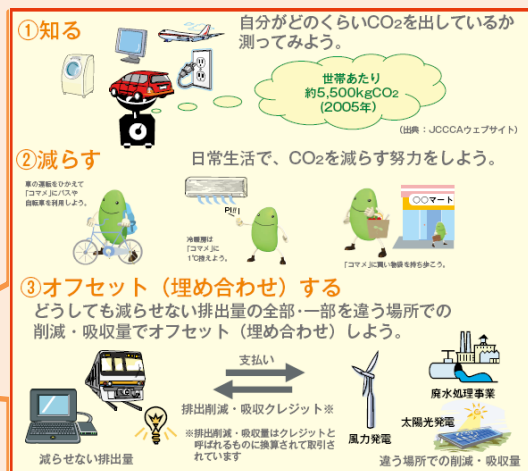 ①知る
自分がどのくらいCO2を出しているか
測ってみよう。
世帯あたり
約5,500kgCO2
(2005年)
(出典：JCCCAウェブサイト)
②減らす
日常生活で、CO2を減らす努力をしよう。
車の運転をひかえて
「コマメ」にバスや
自転車を利用しよう。
PI!!
冷暖房は
「コマメ」に
1℃控えよう。
○○マート
「コマメ」に買い物袋を持ち歩こう。
③オフセット（埋め合わせ）する
どうしても減らせない排出量の全部・一部を違う場所での
削減・吸収量でオフセット（埋め合わせ）しよう。
支払い
排出削減・吸収クレジット※
※排出削減・吸収量はクレジットと
呼ばれるものに換算されて取引さ
れています
減らせない排出量
風力発電
廃水処理事業
太陽光発電
違う場所での削減・吸収量